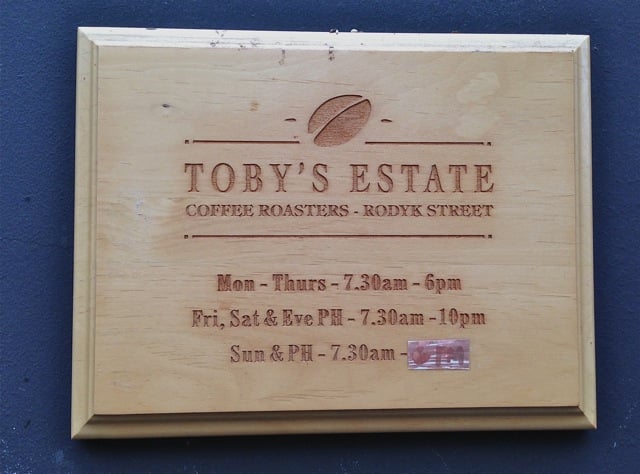 TOBY'S ESTATE
COFFEE ROASTERS - RODYK STREET
Mon - Thurs - 7.30am - 6pm
Fri, Sat & Eve PH - 7.30am -10pm
Sun & PH - 7.30am -